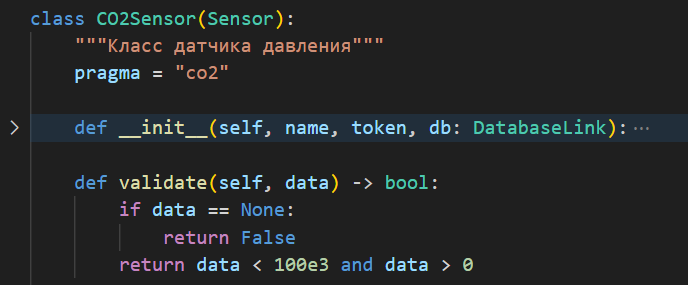 class CO2Sensor(Sensor):
"""Класс датчика давления"""
pragma = "co2"
def __init__(self, name, token, db: DatabaseLink):···
def validate(self, data) -> bool:
if data == None:
return False
return data < 100e3 and data > 0